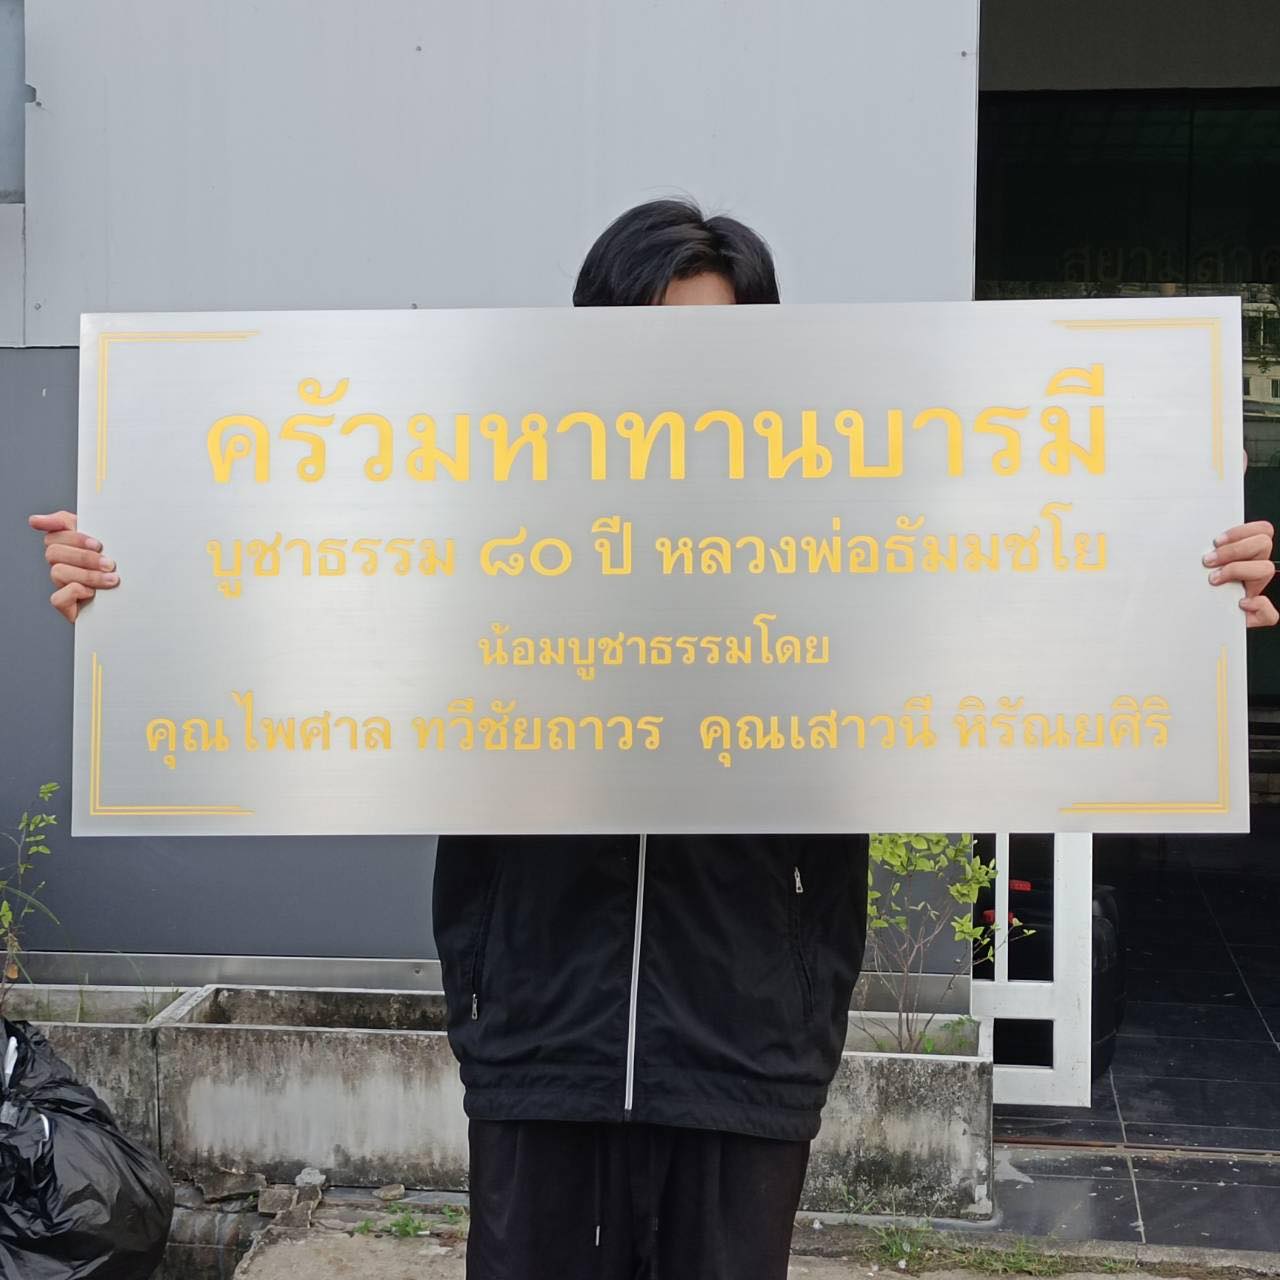 ครัวมหาทานบารมี
บูชาธรรม ๘๐ ปี หลวงพ่อธัมมชโย
น้อมบูชาธรรมโดย
คุณไพศาล ทวีชัยถาวร คุณเสาวนี หิรัณยศิริ
สยาม